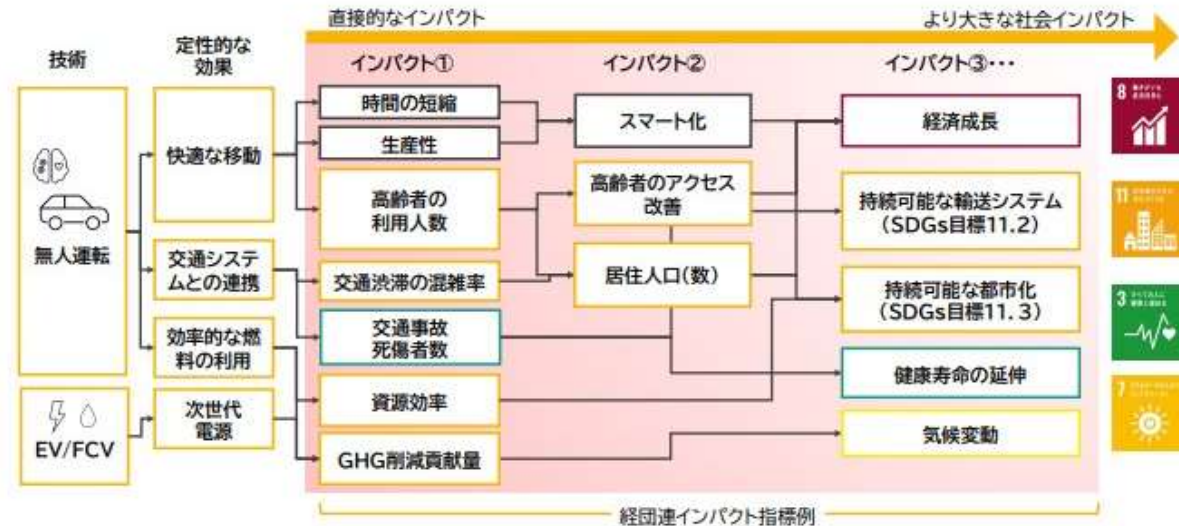 直接的なインパクト
より大きな社会インパクト
技術
定性的な
効果
インパクト①
インパクト②
インパクト③・・・
無人運転
EV/FCV
快適な移動
交通システ
ムとの連携
効率的な燃
料の利用
次世代
電源
時間の短縮
生産性
高齢者の
利用人数
交通渋滞の混雑率
交通事故
死傷者数
資源効率
GHG削減貢献量
スマート化
高齢者のアクセス
改善
居住人口(数)
経済成長
持続可能な輸送システム
(SDGs目標11.2)
持続可能な都市化
(SDGs目標11.3)
健康寿命の延伸
気候変動
8
11
3
7
経団連インパクト指標例